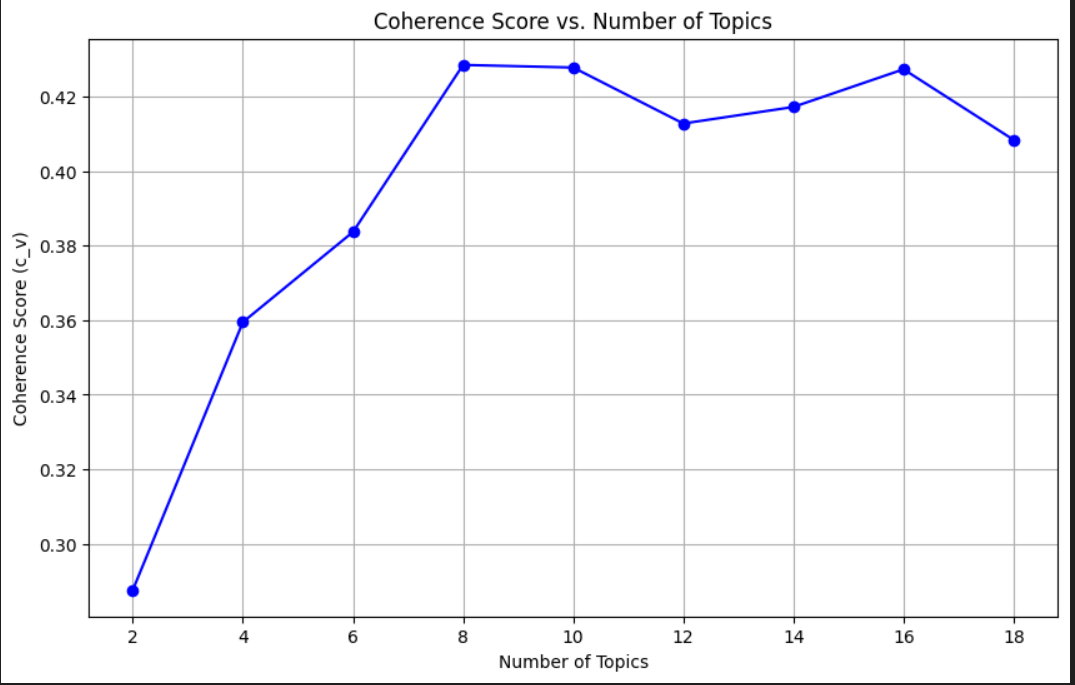 Coherence Score vs. Number of Topics
Coherence Score (c_v)
0.42
0.40
0.38
0.36
0.34
0.32
0.30
2 4 6 8 10 12 14 16 18
Number of Topics